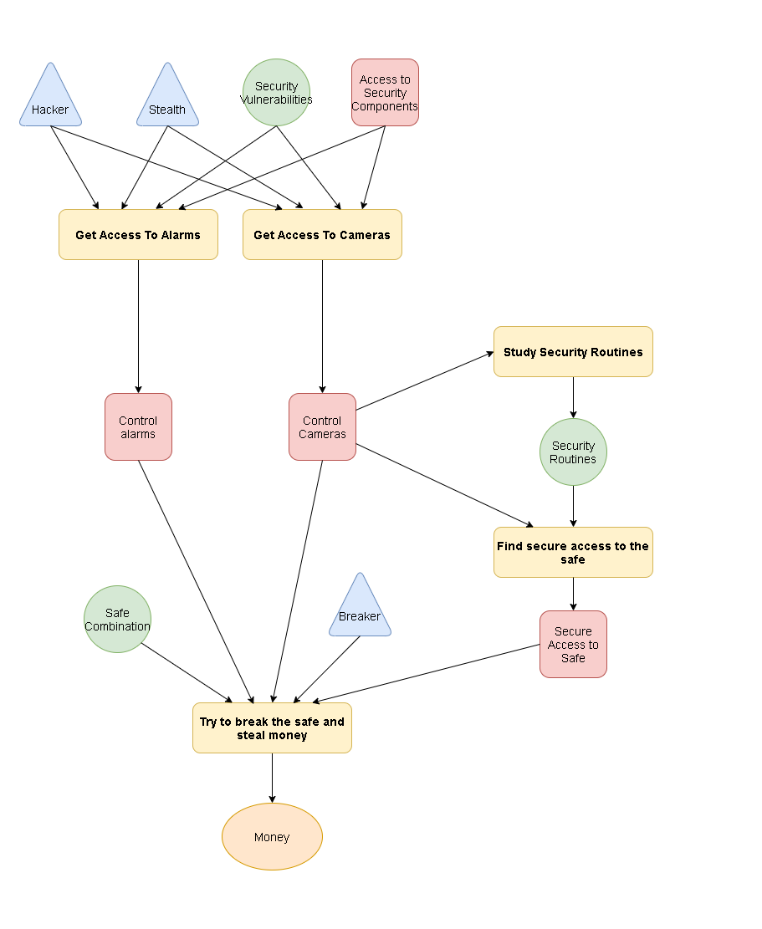 Hacker
Stealth
Security
Vulnerabilities
Access to
Security
Components
Get Access To Alarms
Get Access To Cameras
Study Security Routines
Control
alarms
Control
Cameras
Security
Routines
Find secure access to the
safe
Safe
Combination
Breaker
Secure
Access to
Safe
Try to break the safe and
steal money
Money